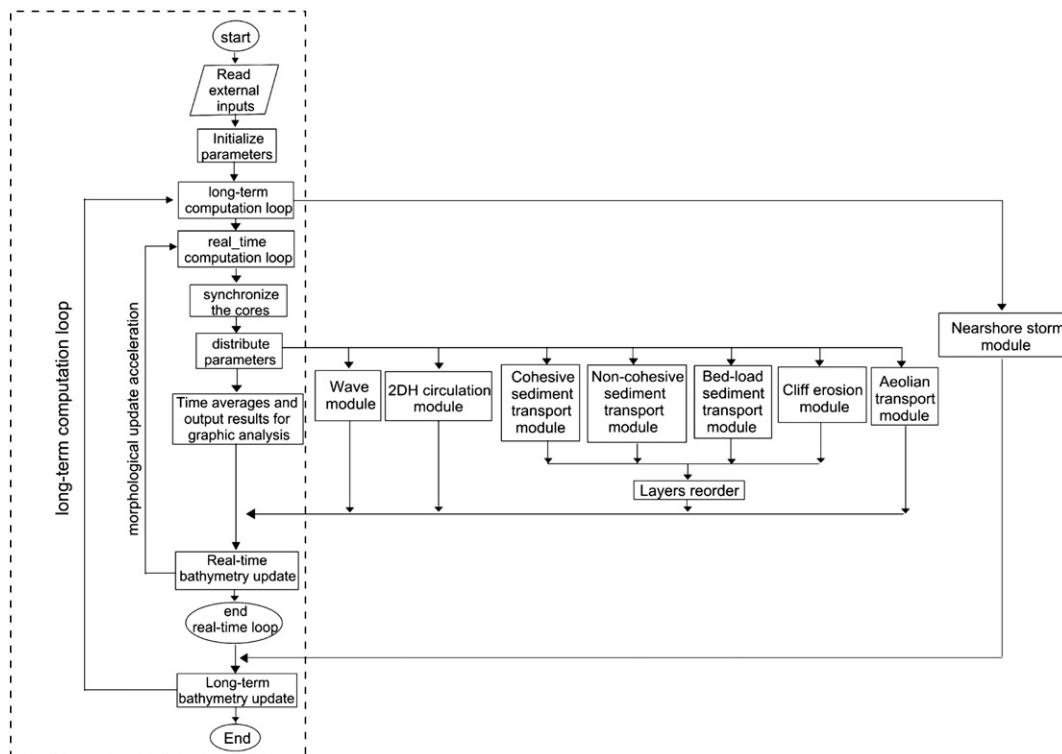 start
Read
external
inputs
Initialize
parameters
long-term
computation loop
real_time
computation loop
synchronize
the cores
distribute
parameters
Time averages and
output results for
graphic analysis
Real-time
bathymetry update
end
real-time loop
Long-term
bathymetry update
End
long-term computation loop
morphological update acceleration
Wave
module
2DH circulation
module
Cohesive
sediment
transport
module
Non-cohesive
sediment
transport
module
Bed-load
sediment
transport
module
Cliff erosion
module
Aeolian
transport
module
Layers reorder
Nearshore storm
module